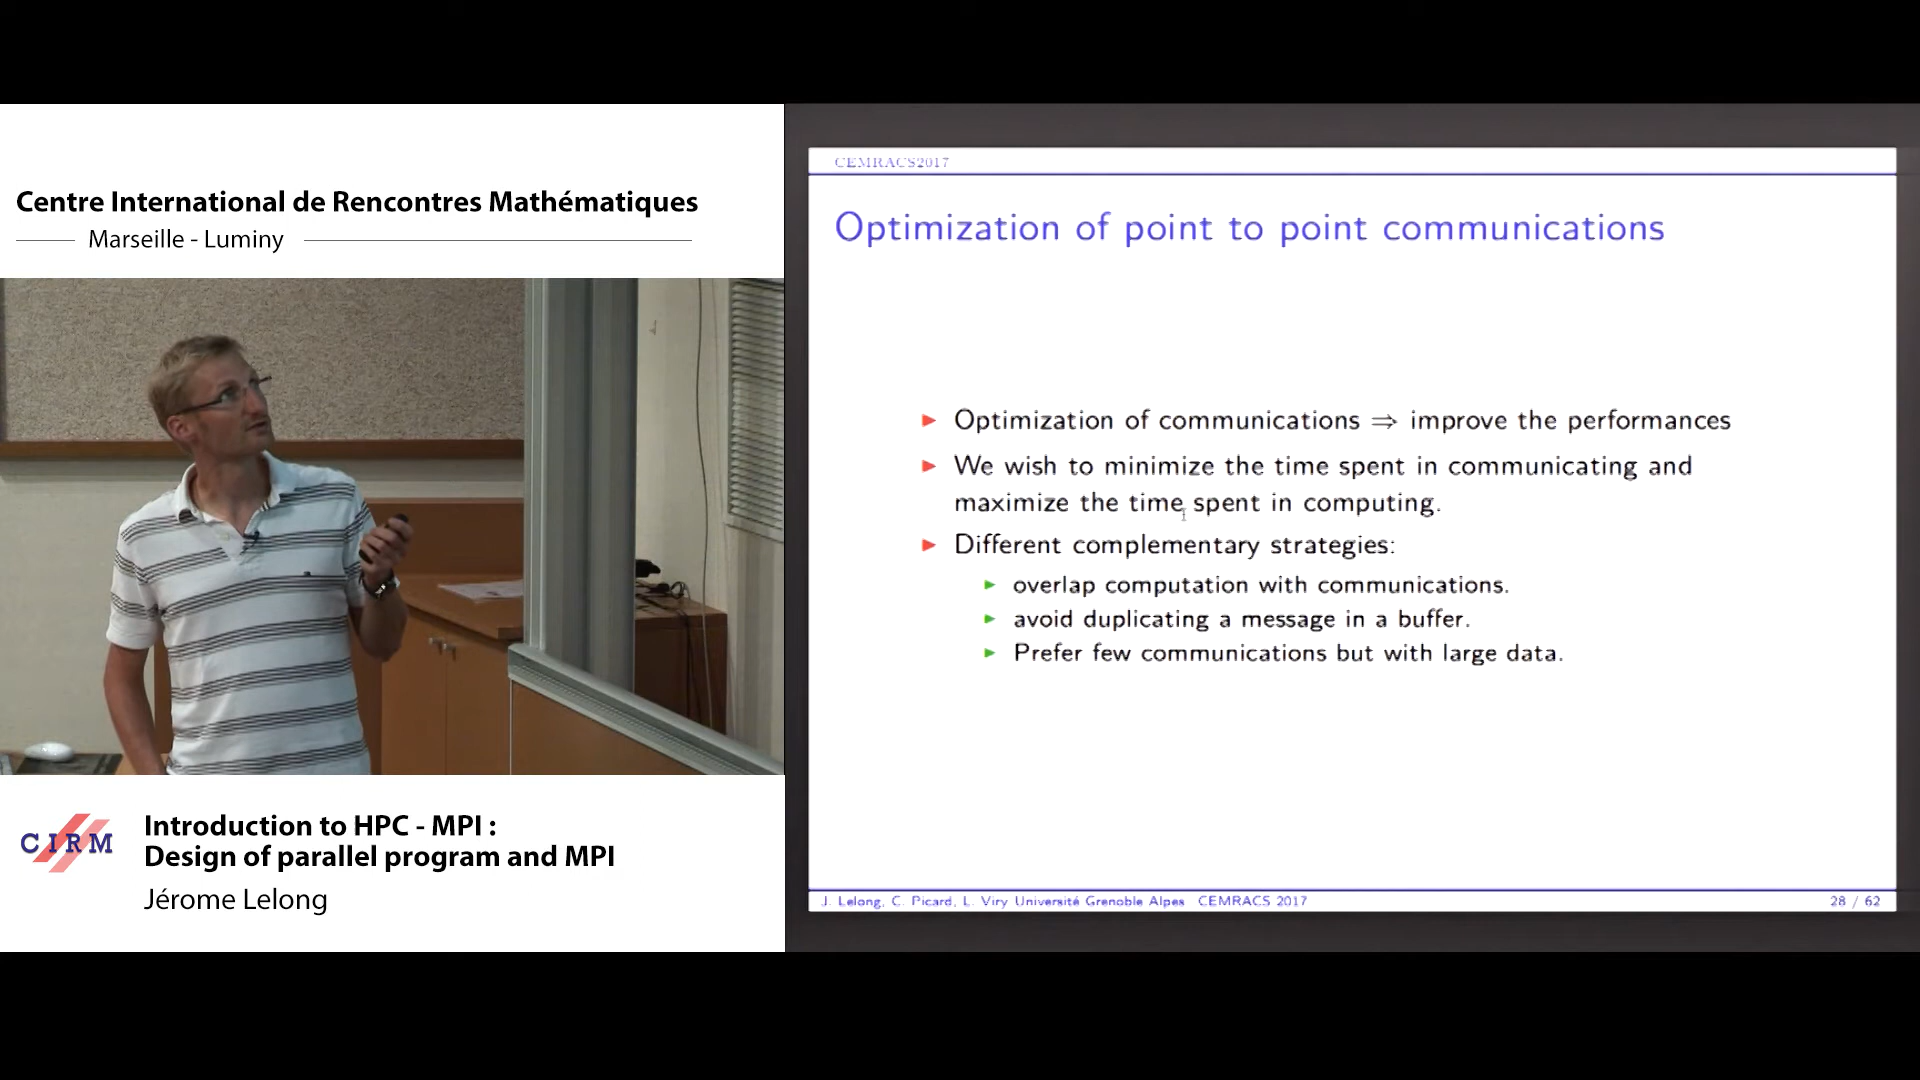 Centre International de Rencontres Mathématiques
Marseille - Luminy
CIRM
Introduction to HPC - MPI :
Design of parallel program and MPI
Jérome Lelong
CEMRACS2017
Optimization of point to point communications
Optimization of communications ⇒ improve the performances
We wish to minimize the time spent in communicating and
maximize the time spent in computing.
Different complementary strategies:
overlap computation with communications.
avoid duplicating a message in a buffer.
Prefer few communications but with large data.
J. Lelong, C. Picard, L. Viry Université Grenoble Alpes CEMRACS 2017
28 / 62